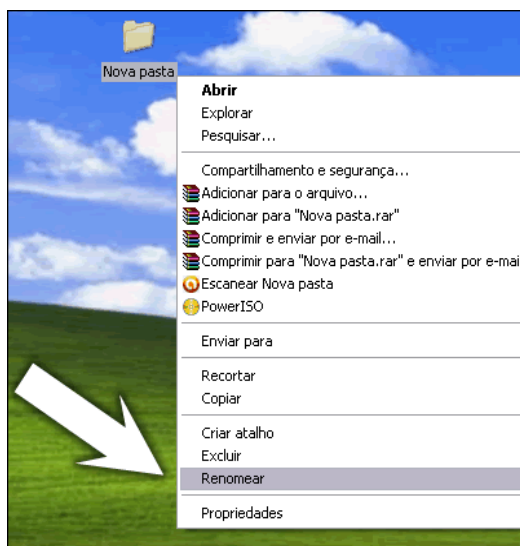 Nova pasta
Abrir
Explorar
Pesquisar...
Compartilhamento e segurança...
Adicionar para o arquivo...
Adicionar para "Nova pasta.rar"
Comprimir e enviar por e-mail...
Comprimir para "Nova pasta.rar" e enviar por e-mail
Escanear Nova pasta
PowerISO
Enviar para
Recortar
Copiar
Criar atalho
Excluir
Renomear
Propriedades